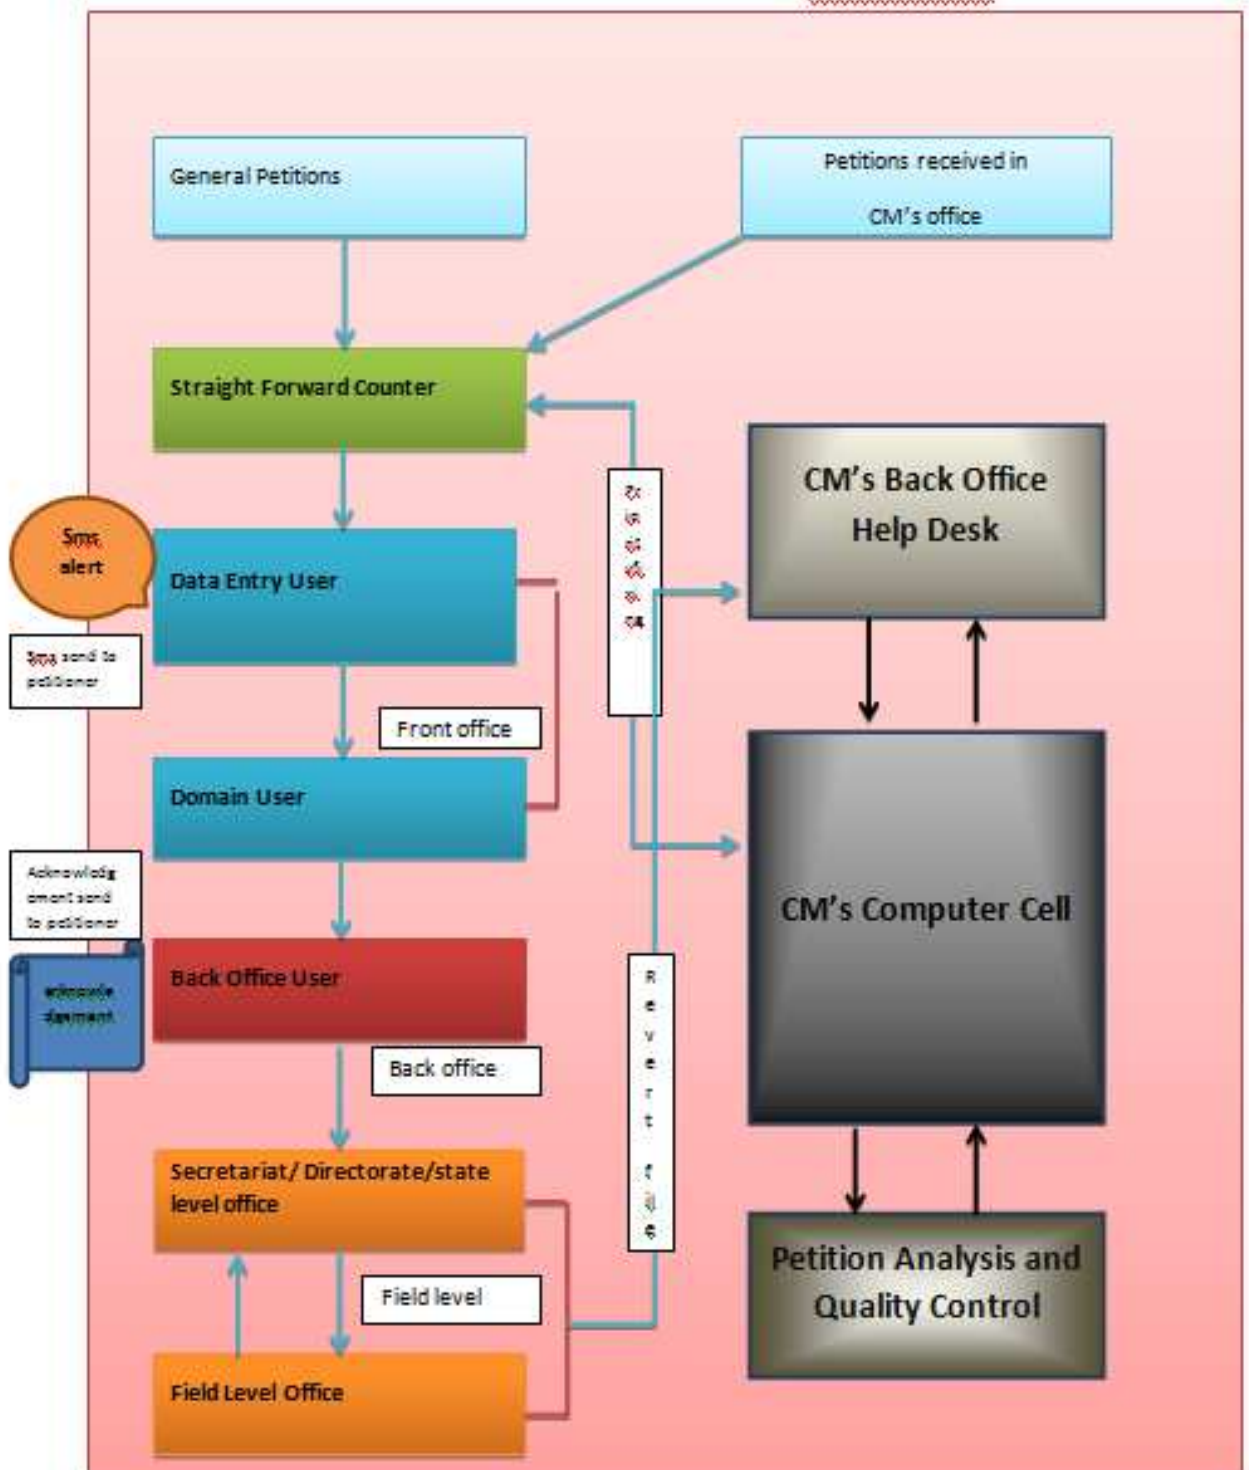 General Petitions
Petitions received in
CM's office
Straight Forward Counter
CM's Back Office
Help Desk
Sms
alert
Data Entry User
Sms send to
petitioner
Front office
Domain User
CM's Computer Cell
Acknowledg
ement send
to petitioner
Back Office User
acknowle
dgement
Back office
R
e
v
e
r
t
f
i
l
e
Secretariat/ Directorate/state
level office
Petition Analysis and
Quality Control
Field level
Field Level Office